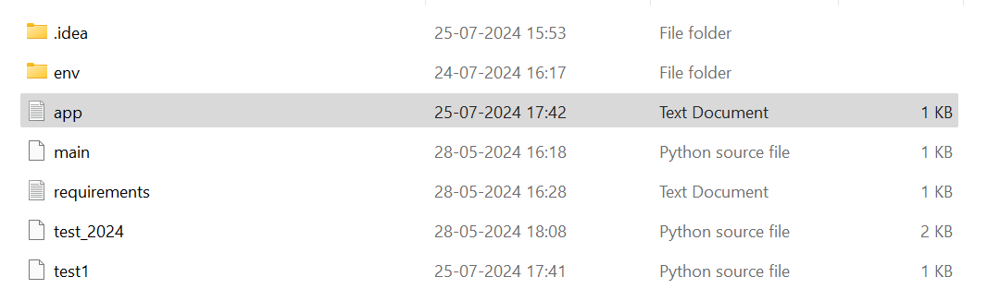 .idea 25-07-2024 15:53 File folder
env 24-07-2024 16:17 File folder
app 25-07-2024 17:42 Text Document 1 KB
main 28-05-2024 16:18 Python source file 1 KB
requirements 28-05-2024 16:28 Text Document 1 KB
test_2024 28-05-2024 18:08 Python source file 2 KB
test1 25-07-2024 17:41 Python source file 1 KB